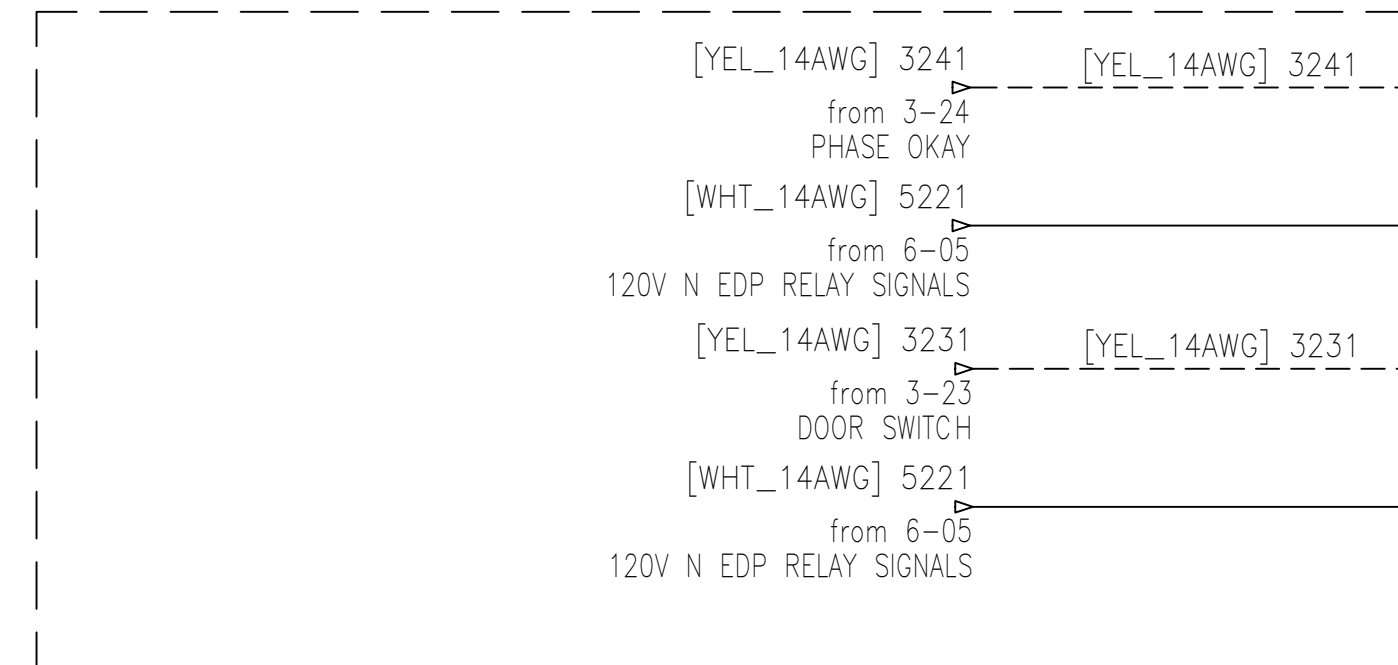 [YEL_14AWG] 3241
[YEL_14AWG] 3241
from 3-24
PHASE OKAY
[WHT_14AWG] 5221
from 6-05
120V N EDP RELAY SIGNALS
[YEL_14AWG] 3231
[YEL_14AWG] 3231
from 3-23
DOOR SWITCH
[WHT_14AWG] 5221
from 6-05
120V N EDP RELAY SIGNALS